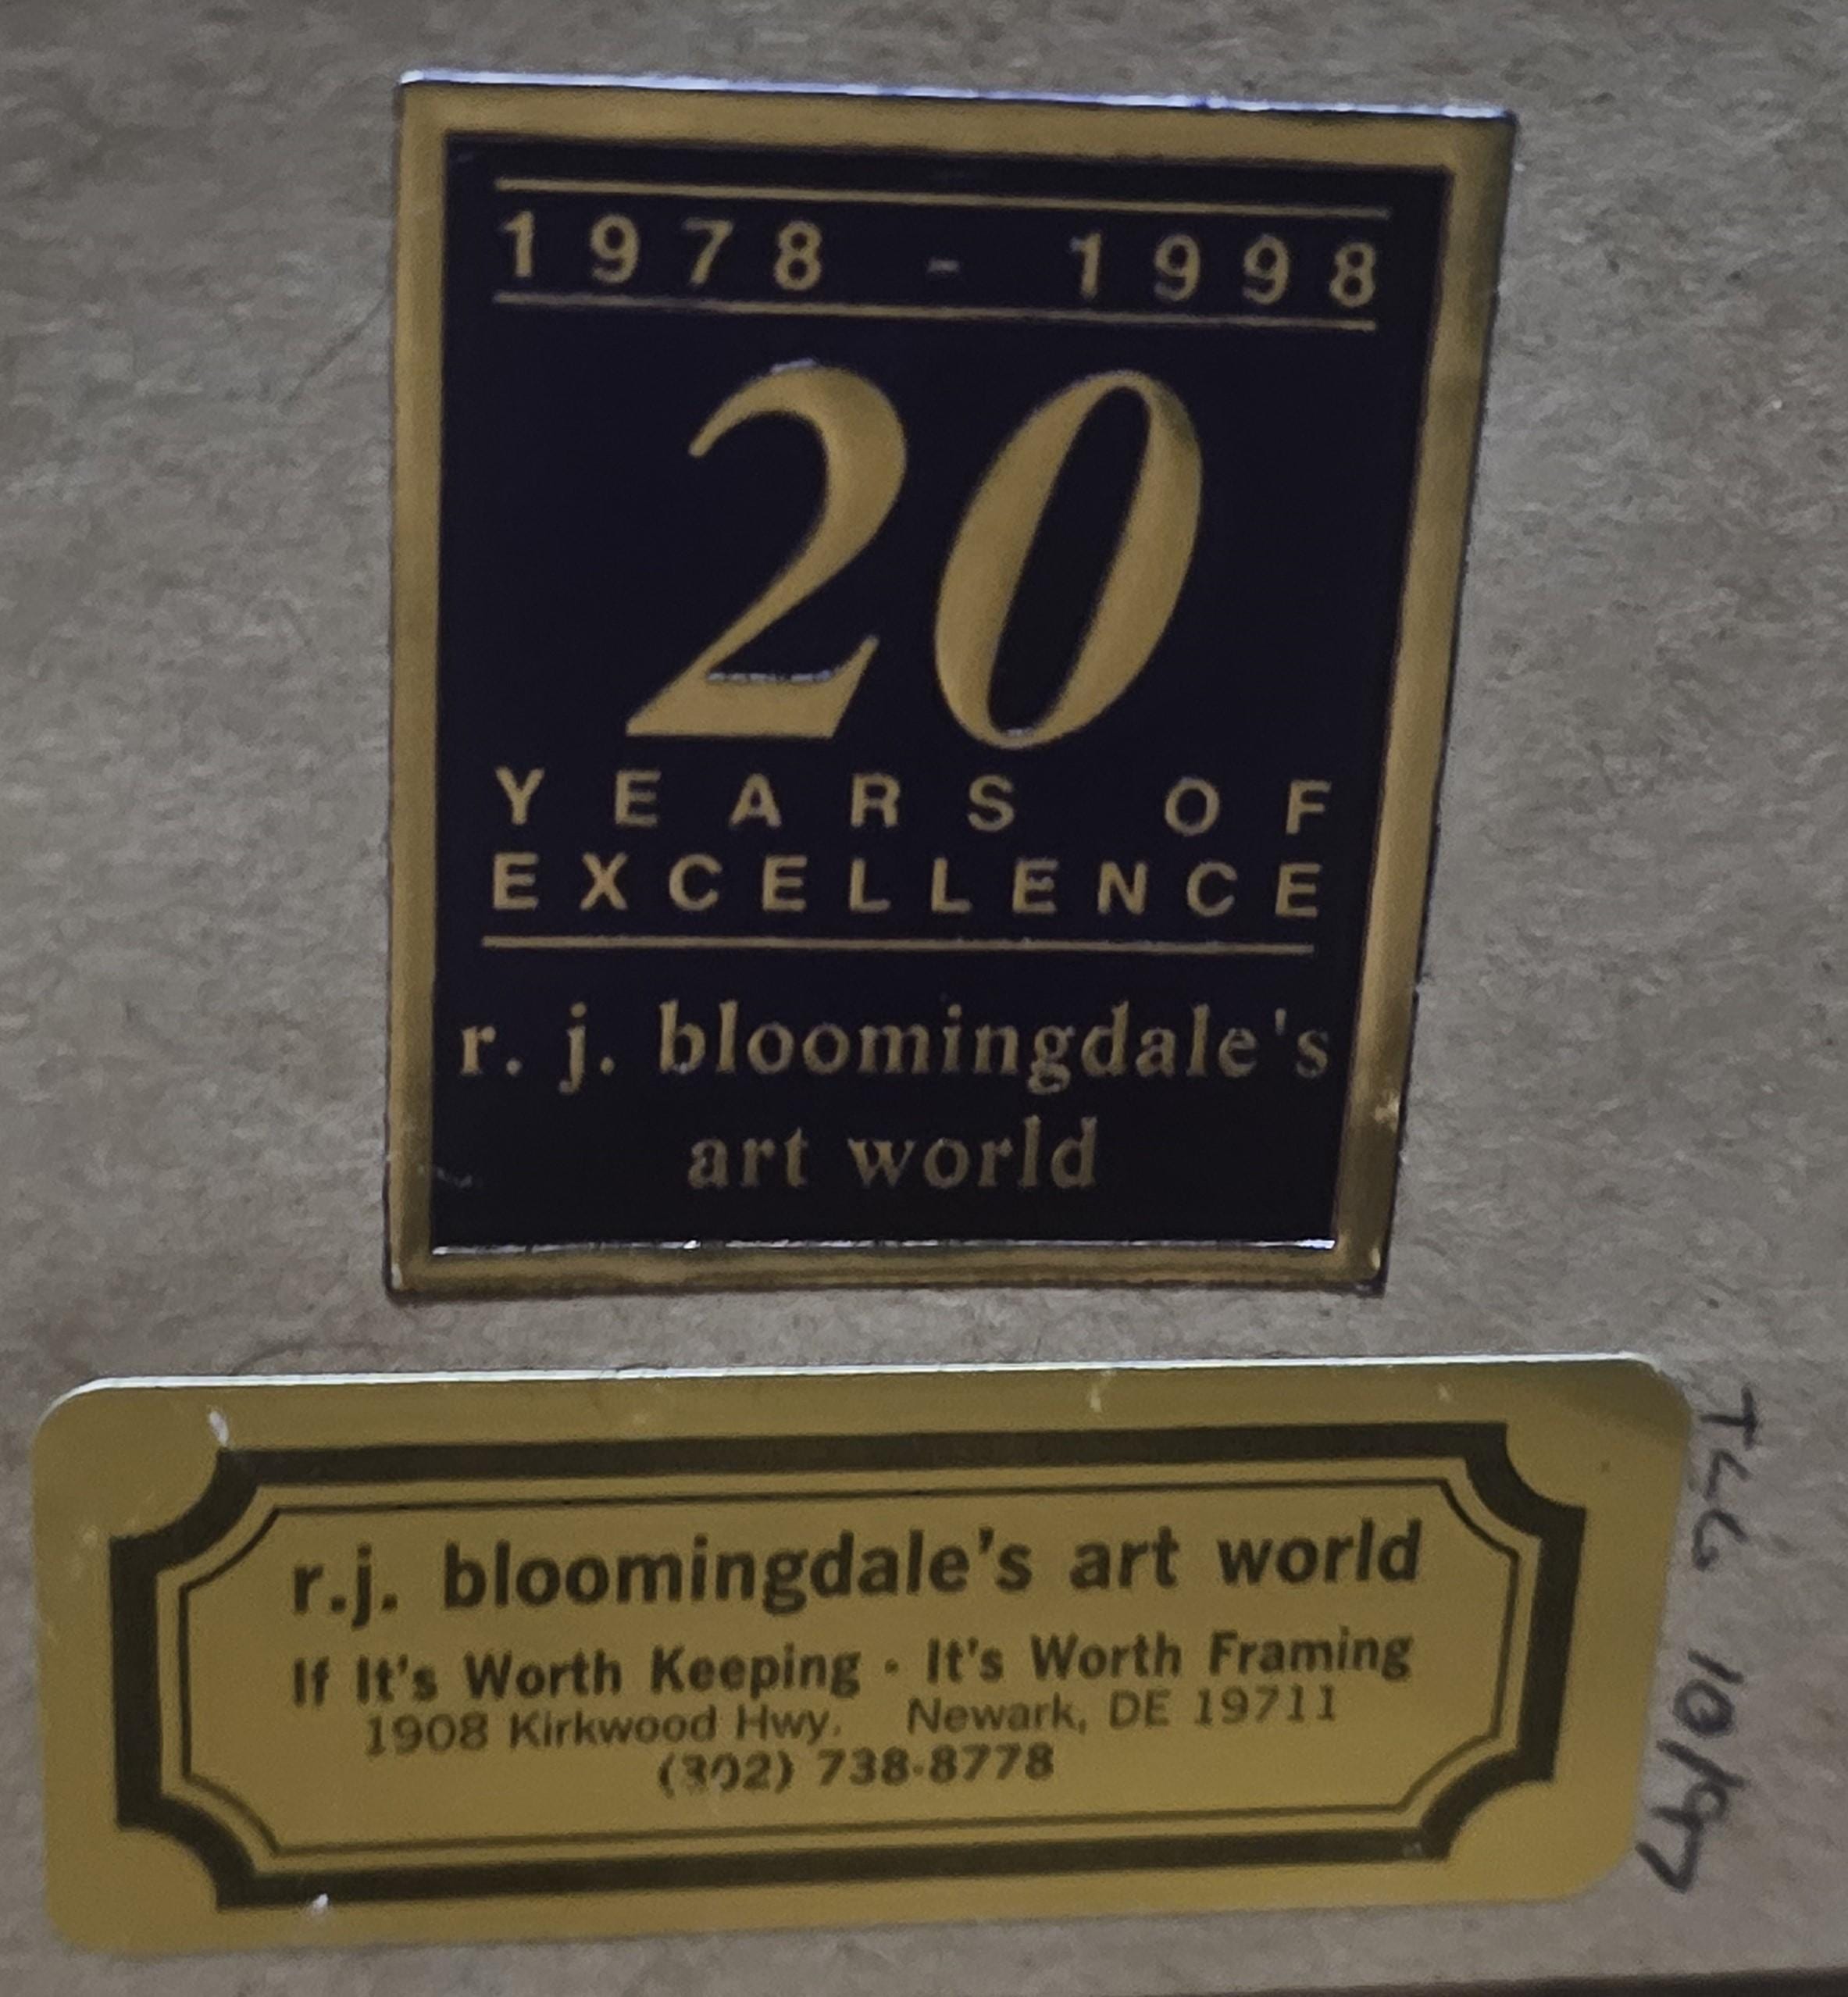 1978 - 1998
20
YEARS OF
EXCELLENCE
r. j. bloomingdale's
art world
r.j. bloomingdale's art world
If It's Worth Keeping · It's Worth Framing
1908 Kirkwood Hwy. Newark, DE 19711
(302) 738-8778
TLG 10/97